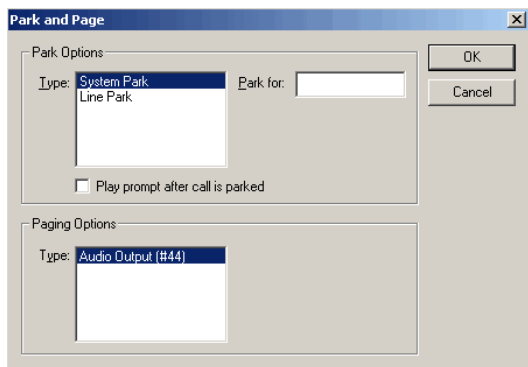 Park and Page
Park Options
Type:
System Park
Line Park
Park for:
Play prompt after call is parked
OK
Cancel
Paging Options
Type:
Audio Output (#44)